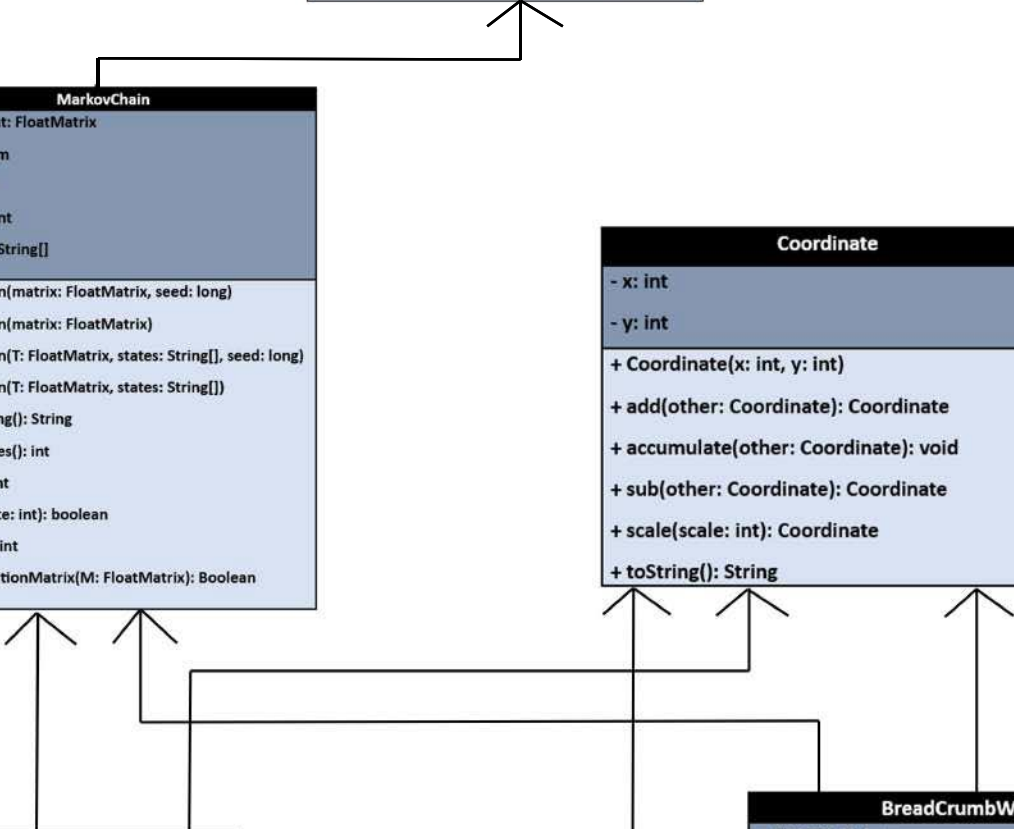 MarkovChain
t: FloatMatrix
m
nt
String[]
n(matrix: FloatMatrix, seed: long)
n(matrix: FloatMatrix)
n(T: FloatMatrix, states: String[], seed: long)
n(T: FloatMatrix, states: String[])
ng(): String
es(): int
nt
te: int): boolean
int
tionMatrix(M: FloatMatrix): Boolean
Coordinate
- x: int
- y: int
+ Coordinate(x: int, y: int)
+ add(other: Coordinate): Coordinate
+ accumulate(other: Coordinate): void
+ sub(other: Coordinate): Coordinate
+ scale(scale: int): Coordinate
+ toString(): String
BreadCrumbW